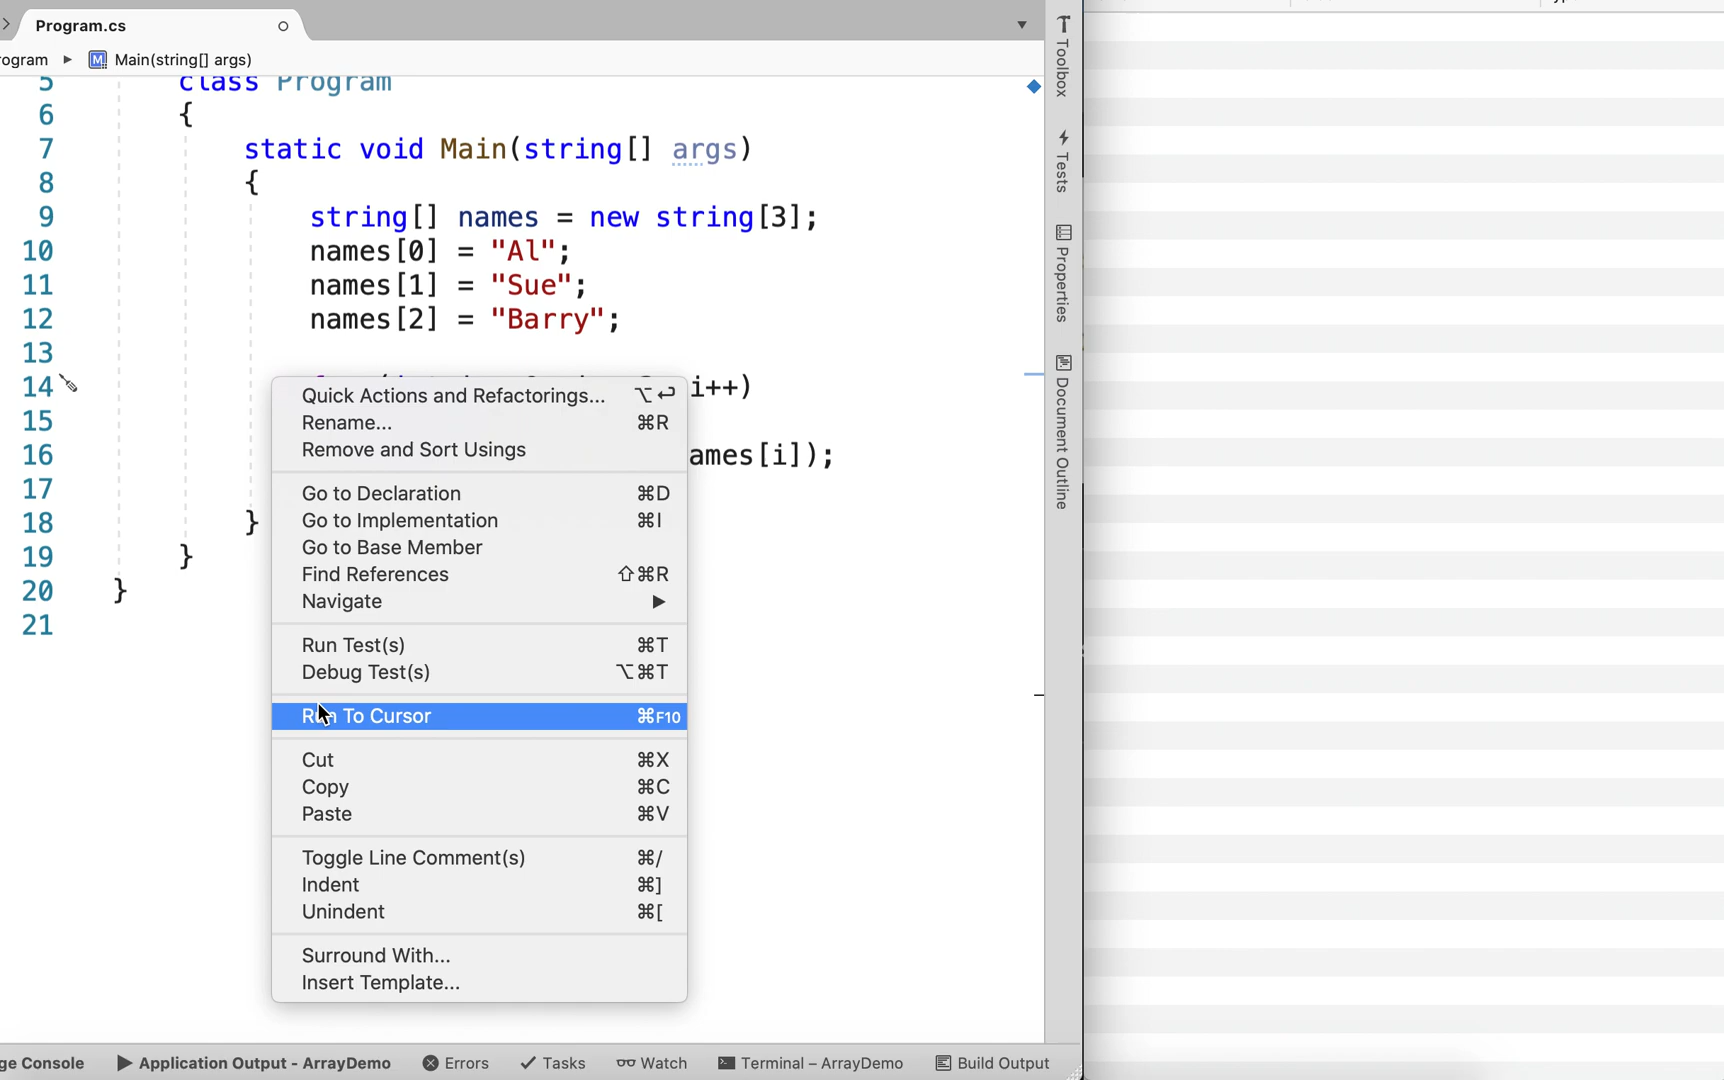 Program.cs
rogram ▶ M Main(string[] args)
5 class Program
6 {
7 static void Main(string[] args)
8 {
9 string[] names = new string[3];
10 names[0] = "Al";
11 names[1] = "Sue";
12 names[2] = "Barry";
13
14 i++)
15
16 ames[i]);
17
18 }
19 }
20 }
21
Quick Actions and Refactorings... ⌥↩
Rename... ⌘R
Remove and Sort Usings
Go to Declaration ⌘D
Go to Implementation ⌘I
Go to Base Member
Find References ⇧⌘R
Navigate ▶
Run Test(s) ⌘T
Debug Test(s) ⌥⌘T
Run To Cursor ⌘F10
Cut ⌘X
Copy ⌘C
Paste ⌘V
Toggle Line Comment(s) ⌘/
Indent ⌘]
Unindent ⌘[
Surround With...
Insert Template...
Toolbox
Tests
Properties
Document Outline
ge Console Application Output - ArrayDemo Errors Tasks Watch Terminal – ArrayDemo Build Output